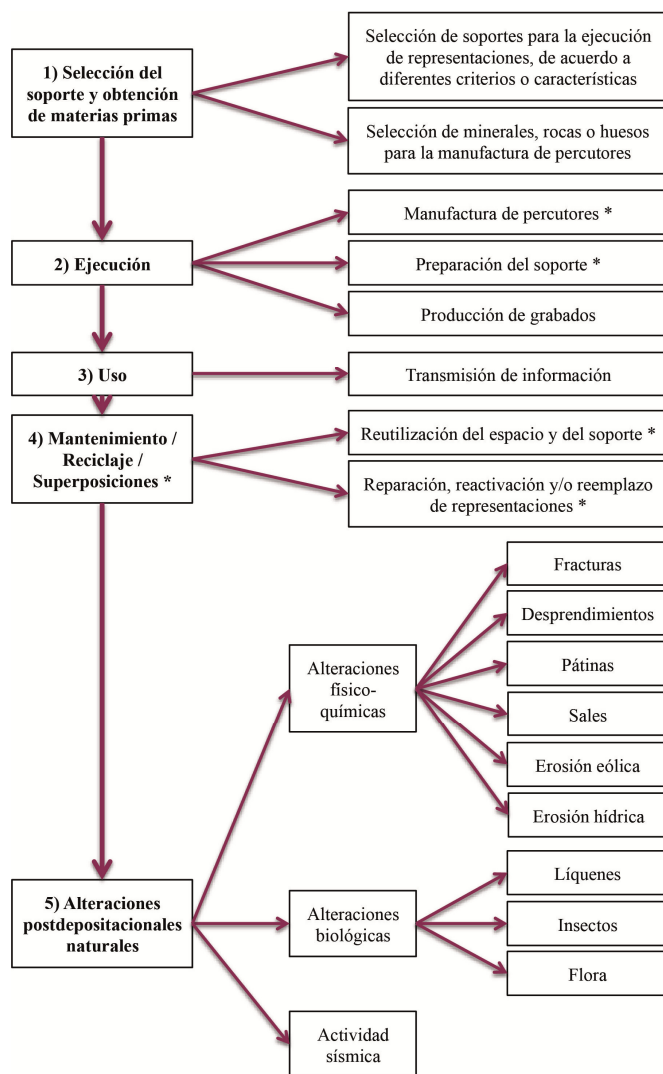 1) Selección del
soporte y obtención
de materias primas
Selección de soportes para la ejecución
de representaciones, de acuerdo a
diferentes criterios o características
Selección de minerales, rocas o huesos
para la manufactura de percutores
2) Ejecución
Manufactura de percutores *
Preparación del soporte *
Producción de grabados
3) Uso
Transmisión de información
4) Mantenimiento /
Reciclaje /
Superposiciones *
Reutilización del espacio y del soporte *
Reparación, reactivación y/o reemplazo
de representaciones *
5) Alteraciones
postdepositacionales
naturales
Alteraciones
físico-
químicas
Fracturas
Desprendimientos
Pátinas
Sales
Erosión eólica
Erosión hídrica
Alteraciones
biológicas
Líquenes
Insectos
Flora
Actividad
sísmica